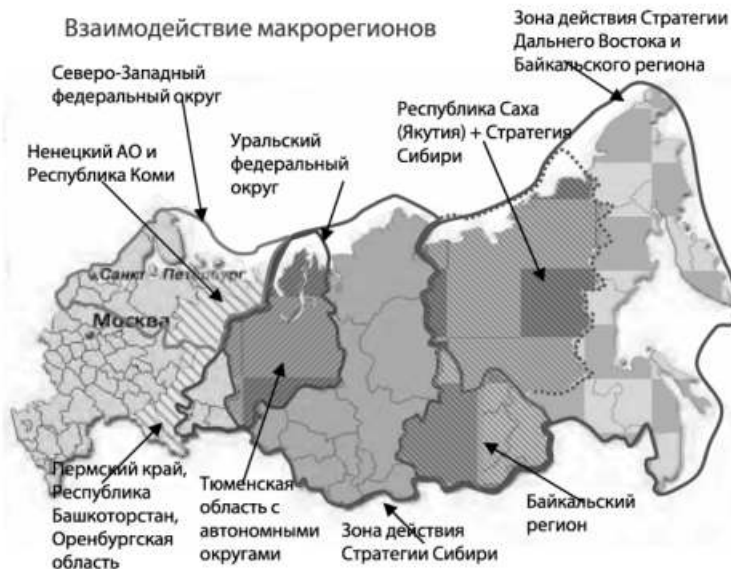 Взаимодействие макрорегионов
Зона действия Стратегии
Дальнего Востока и
Байкальского региона
Северо-Западный
федеральный округ
Республика Саха
(Якутия) + Стратегия
Сибири
Уральский
федеральный
округ
Ненецкий АО и
Республика Коми
Санкт - Петербург
Москва
Пермский край,
Республика
Башкоторстан,
Оренбургская
область
Тюменская
область с
автономными
округами
Зона действия
Стратегии Сибири
Байкальский
регион